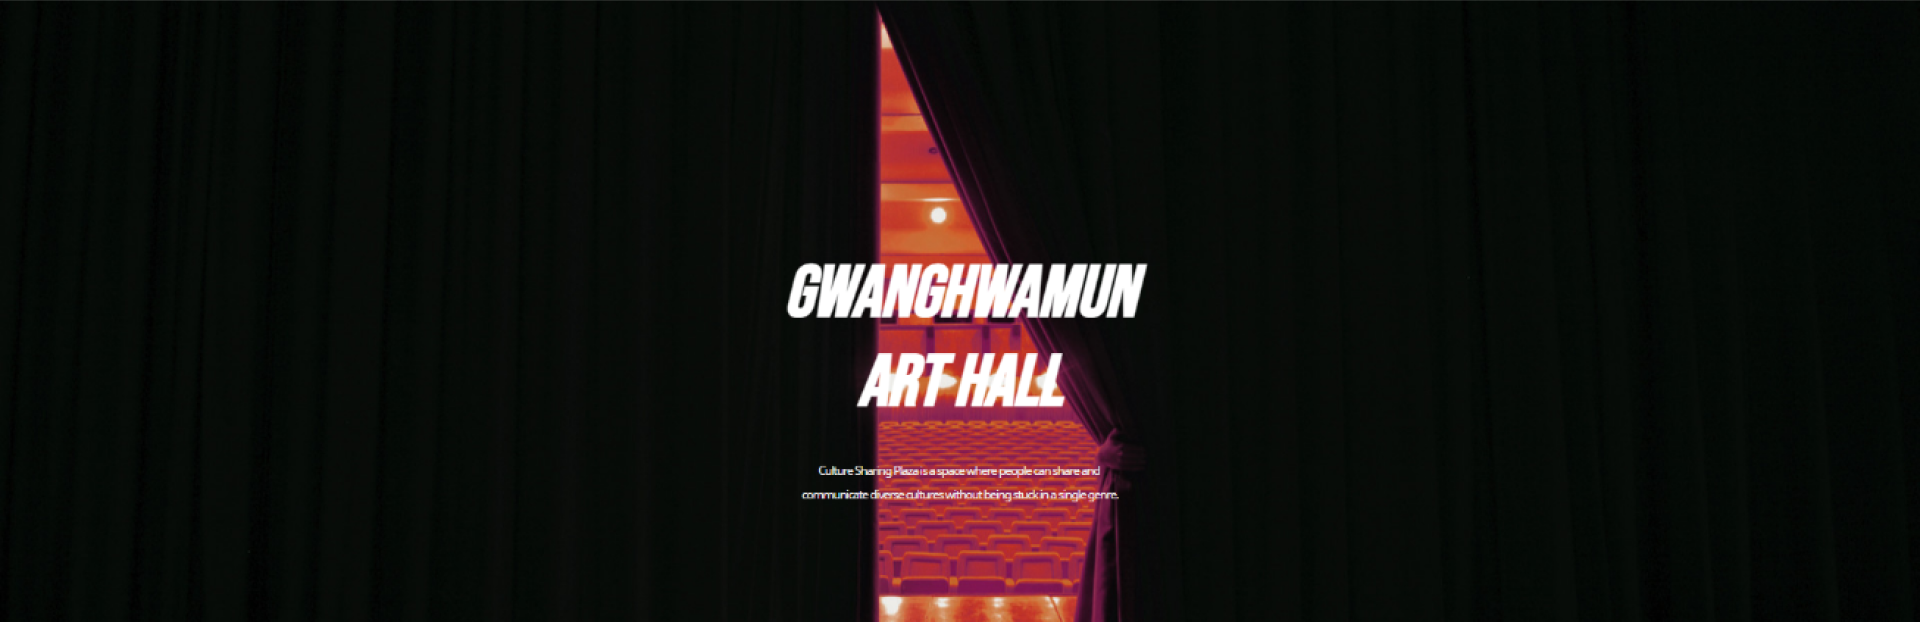 GWANGHWAMUN
ART HALL
Culture Sharing Plaza is a space where people can share and
communicate diverse cultures without being stuck in a single genre.